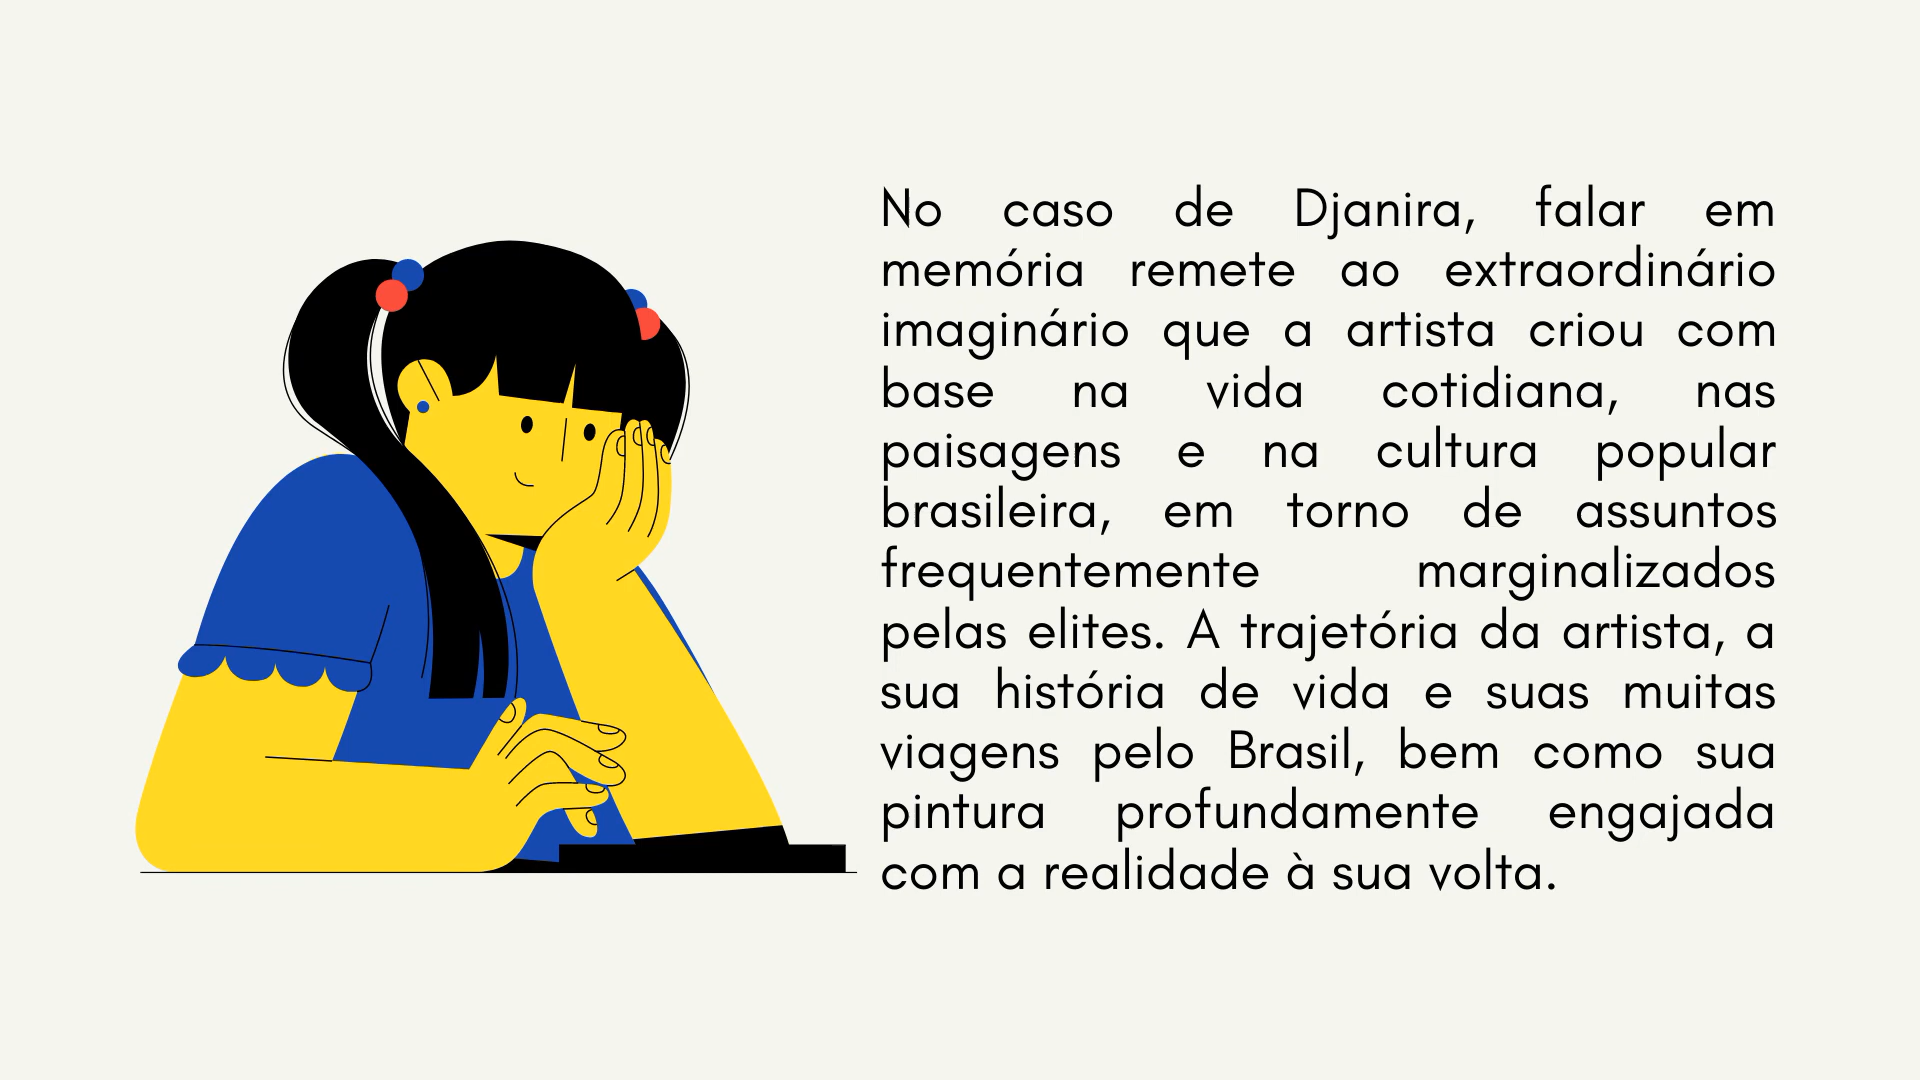 No caso de Djanira, falar em
memória remete ao extraordinário
imaginário que a artista criou com
base na vida cotidiana, nas
paisagens e na cultura popular
brasileira, em torno de assuntos
frequentemente marginalizados
pelas elites. A trajetória da artista, a
sua história de vida e suas muitas
viagens pelo Brasil, bem como sua
pintura profundamente engajada
com a realidade à sua volta.